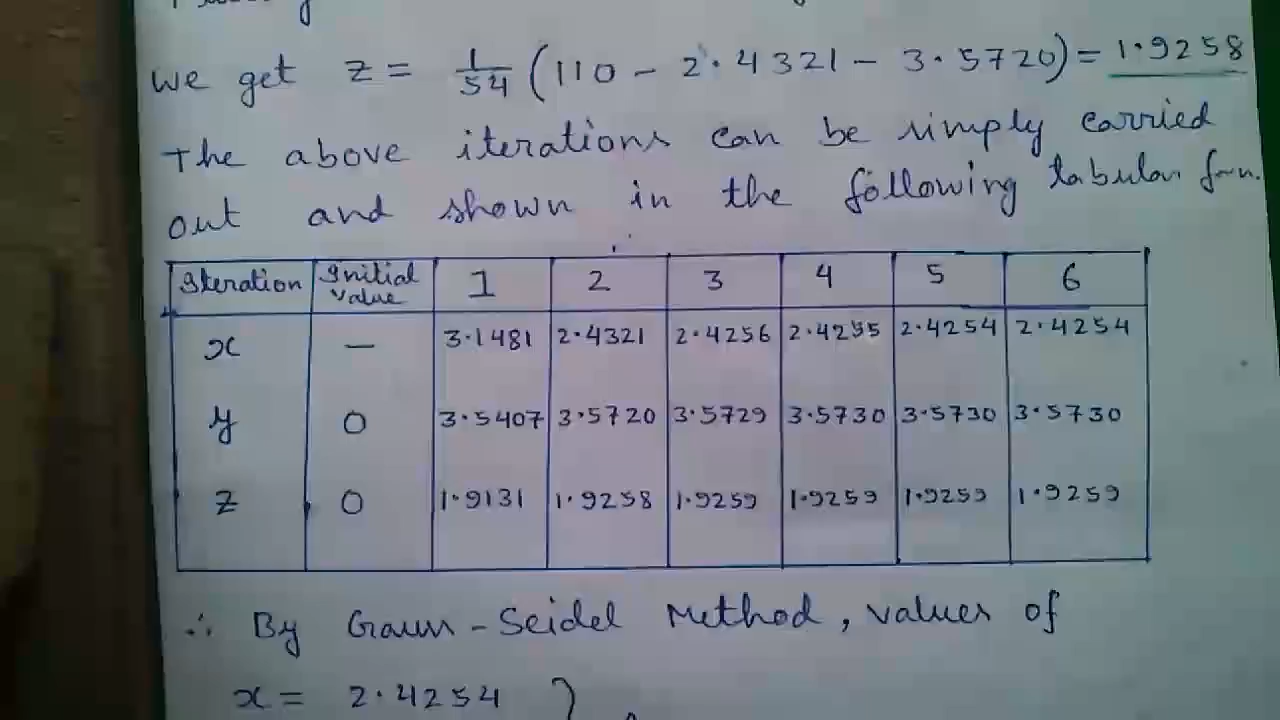 we get z = 1/54 (110 - 2.4321 - 3.5720) = 1.9258
The above iterations can be simply carried
out and shown in the following tabular form.
Iteration Initial value 1 2 3 4 5 6
x — 3.1481 2.4321 2.4256 2.4255 2.4254 2.4254
y 0 3.5407 3.5720 3.5729 3.5730 3.5730 3.5730
z 0 1.9131 1.9258 1.9259 1.9259 1.9259 1.9259
∴ By Gauss-Seidel Method, values of
x = 2.4254 }